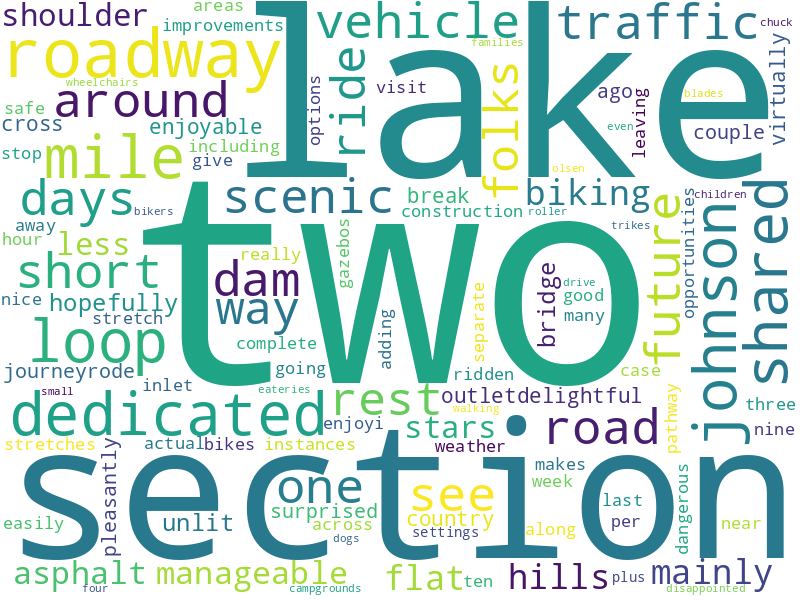 shoulder
areas
improvements
vehicle
traffic
chuck
families
roadway
wheelchairs
lake
around
options
ride
visit
folks
ago
leaving
blades
virtually
safe
cross
enjoyable
even
couple
stop
mile
including
give
olsen
days
bikers
scenic
break
construction
roller
biking
trikes
children
opportunities
away
hour
less
really
gazebos
two
future
johnson
shared
short
dam
way
bridge
drive
good
many
nice
hopefully
stretch
adding
separate
loop
complete
going
case
journeyrode
inlet
ridden
small
eateries
rest
outletdelightful
walking
pathway
three
nine
dedicated
enjoyi
stars
road
stretches
actual
bikes
instances
weather
pleasantly
section
one
see
makes
week
dangerous
last
per
easily
unlit
surprised
across
country
settings
along
near
dogs
asphalt
manageable
flat
ten
hills
plus
mainly
four
campgrounds
disappointed